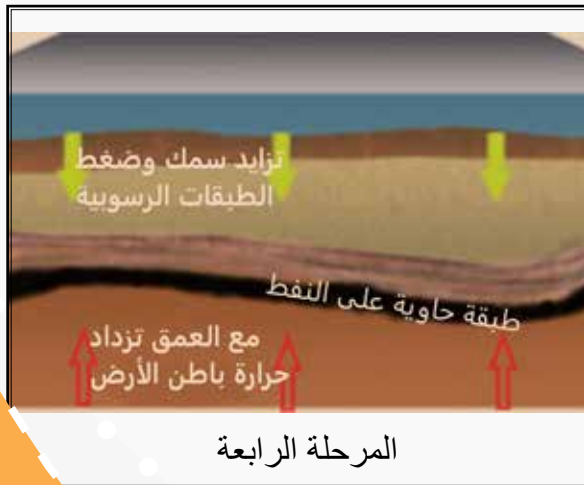 تزايد سمك وضغط
الطبقات الرسوبية
طبقة حاوية على النفط
مع العمق تزداد
حرارة باطن الأرض
المرحلة الرابعة